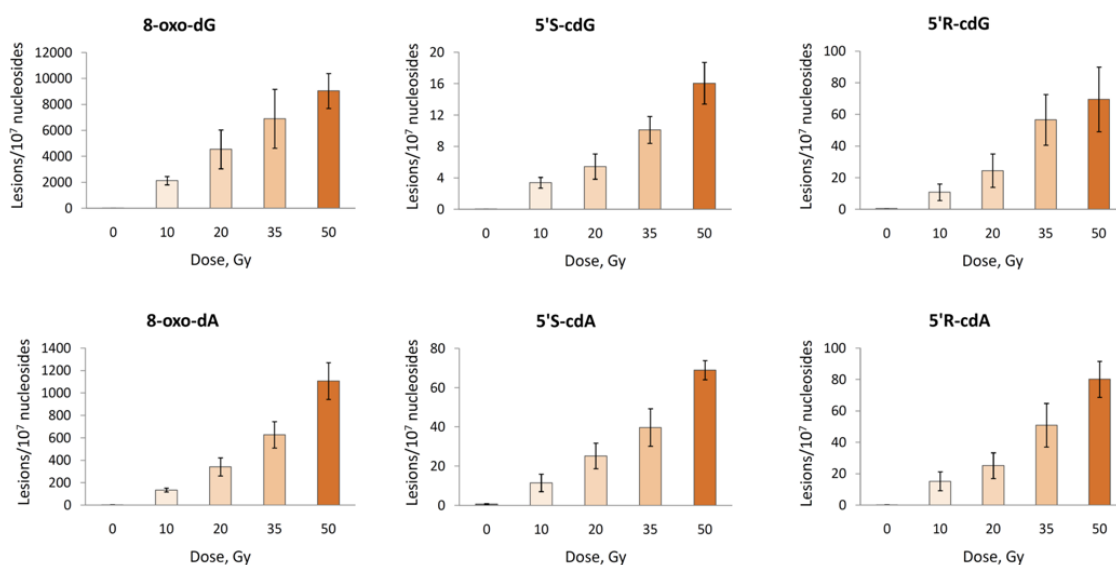 8-oxo-dG
Lesions/10⁷ nucleosides
12000
10000
8000
6000
4000
2000
0
0 10 20 35 50
Dose, Gy
5'S-cdG
Lesions/10⁷ nucleosides
20
16
12
8
4
0
0 10 20 35 50
Dose, Gy
5'R-cdG
Lesions/10⁷ nucleosides
100
80
60
40
20
0
0 10 20 35 50
Dose, Gy
8-oxo-dA
Lesions/10⁷ nucleosides
1400
1200
1000
800
600
400
200
0
0 10 20 35 50
Dose, Gy
5'S-cdA
Lesions/10⁷ nucleosides
80
60
40
20
0
0 10 20 35 50
Dose, Gy
5'R-cdA
Lesions/10⁷ nucleosides
100
80
60
40
20
0
0 10 20 35 50
Dose, Gy